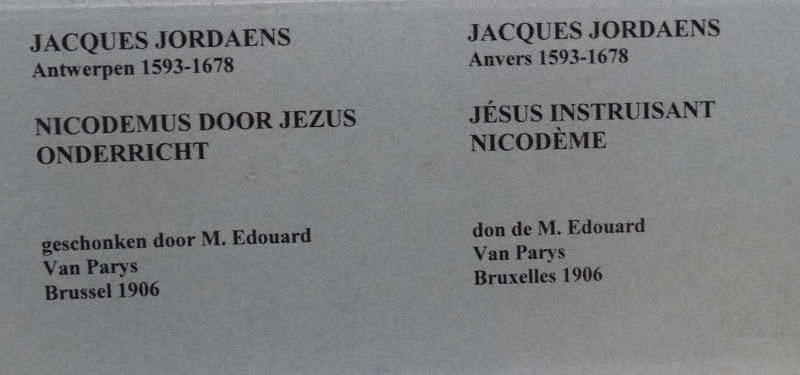 JACQUES JORDAENS
Antwerpen 1593-1678
NICODEMUS DOOR JEZUS
ONDERRICHT
geschonken door M. Edouard
Van Parys
Brussel 1906
JACQUES JORDAENS
Anvers 1593-1678
JÉSUS INSTRUISANT
NICODÈME
don de M. Edouard
Van Parys
Bruxelles 1906